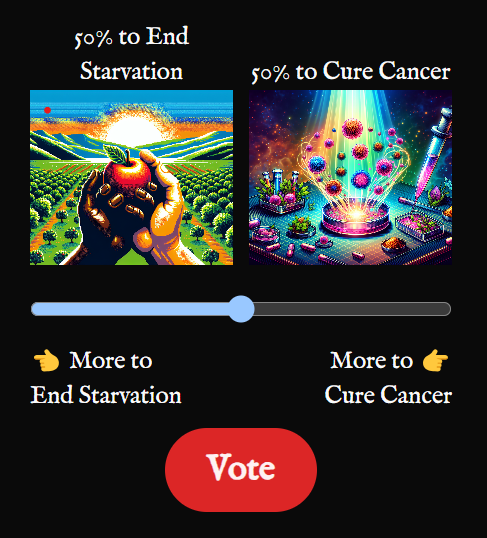 50% to End
Starvation
50% to Cure Cancer
👈 More to
End Starvation
More to 👉
Cure Cancer
Vote